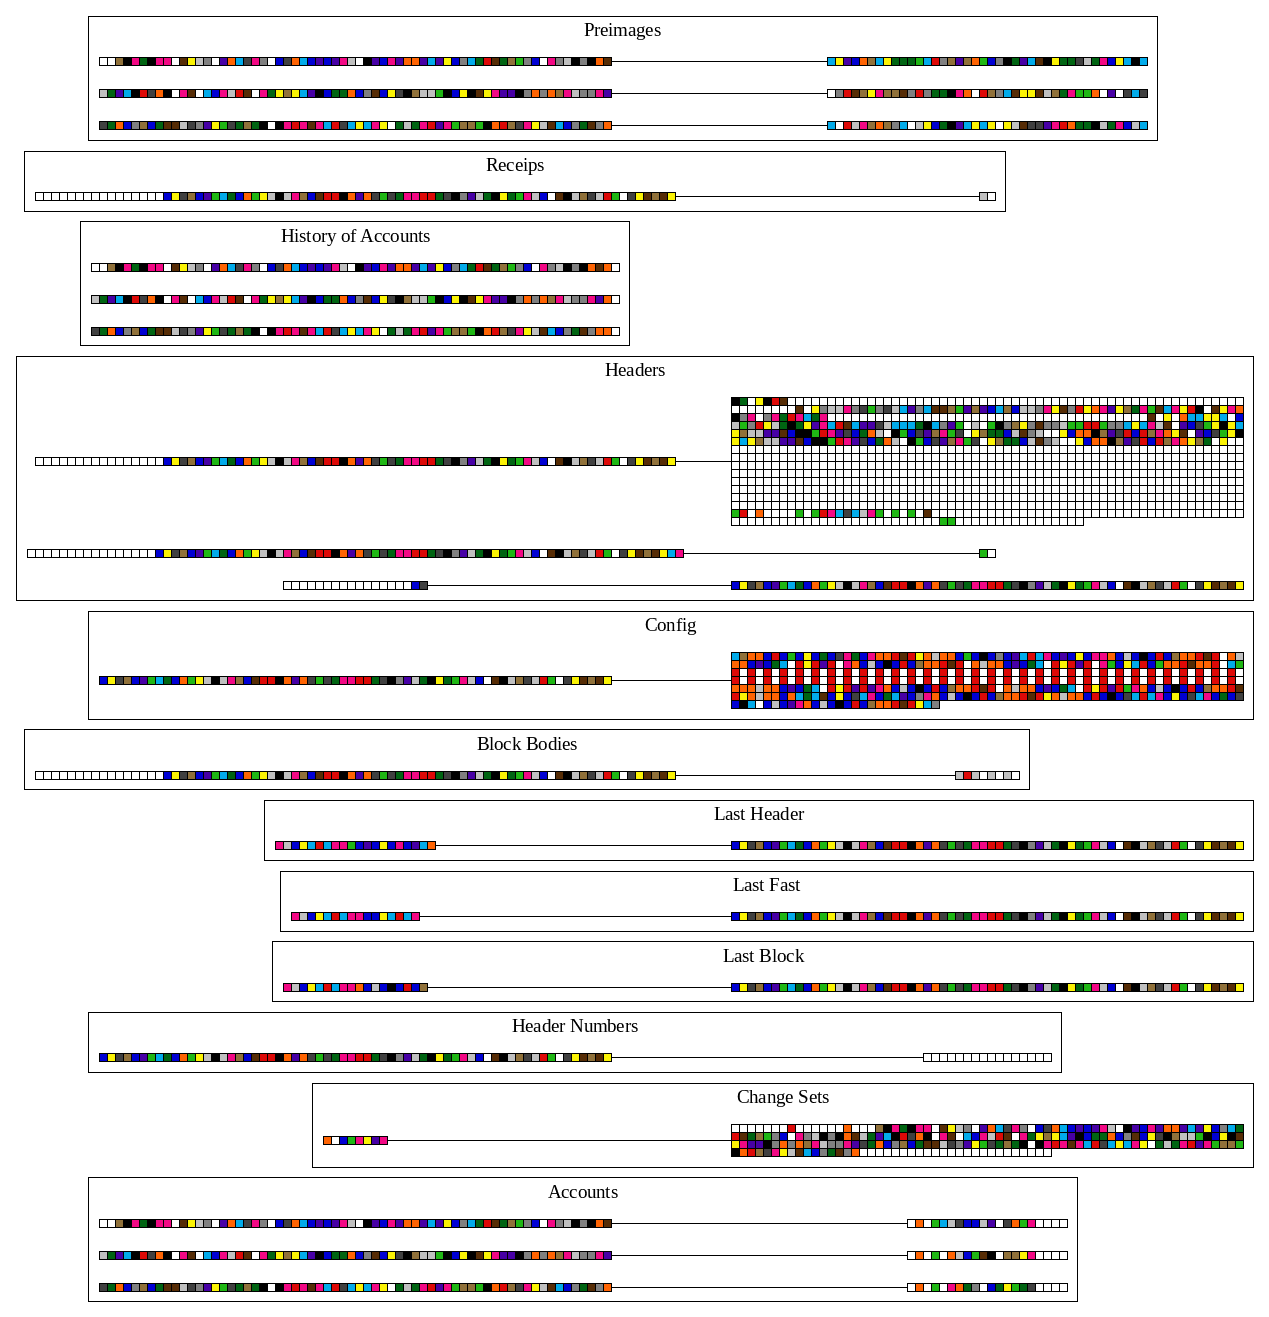 Preimages
Receips
History of Accounts
Headers
Config
Block Bodies
Last Header
Last Fast
Last Block
Header Numbers
Change Sets
Accounts